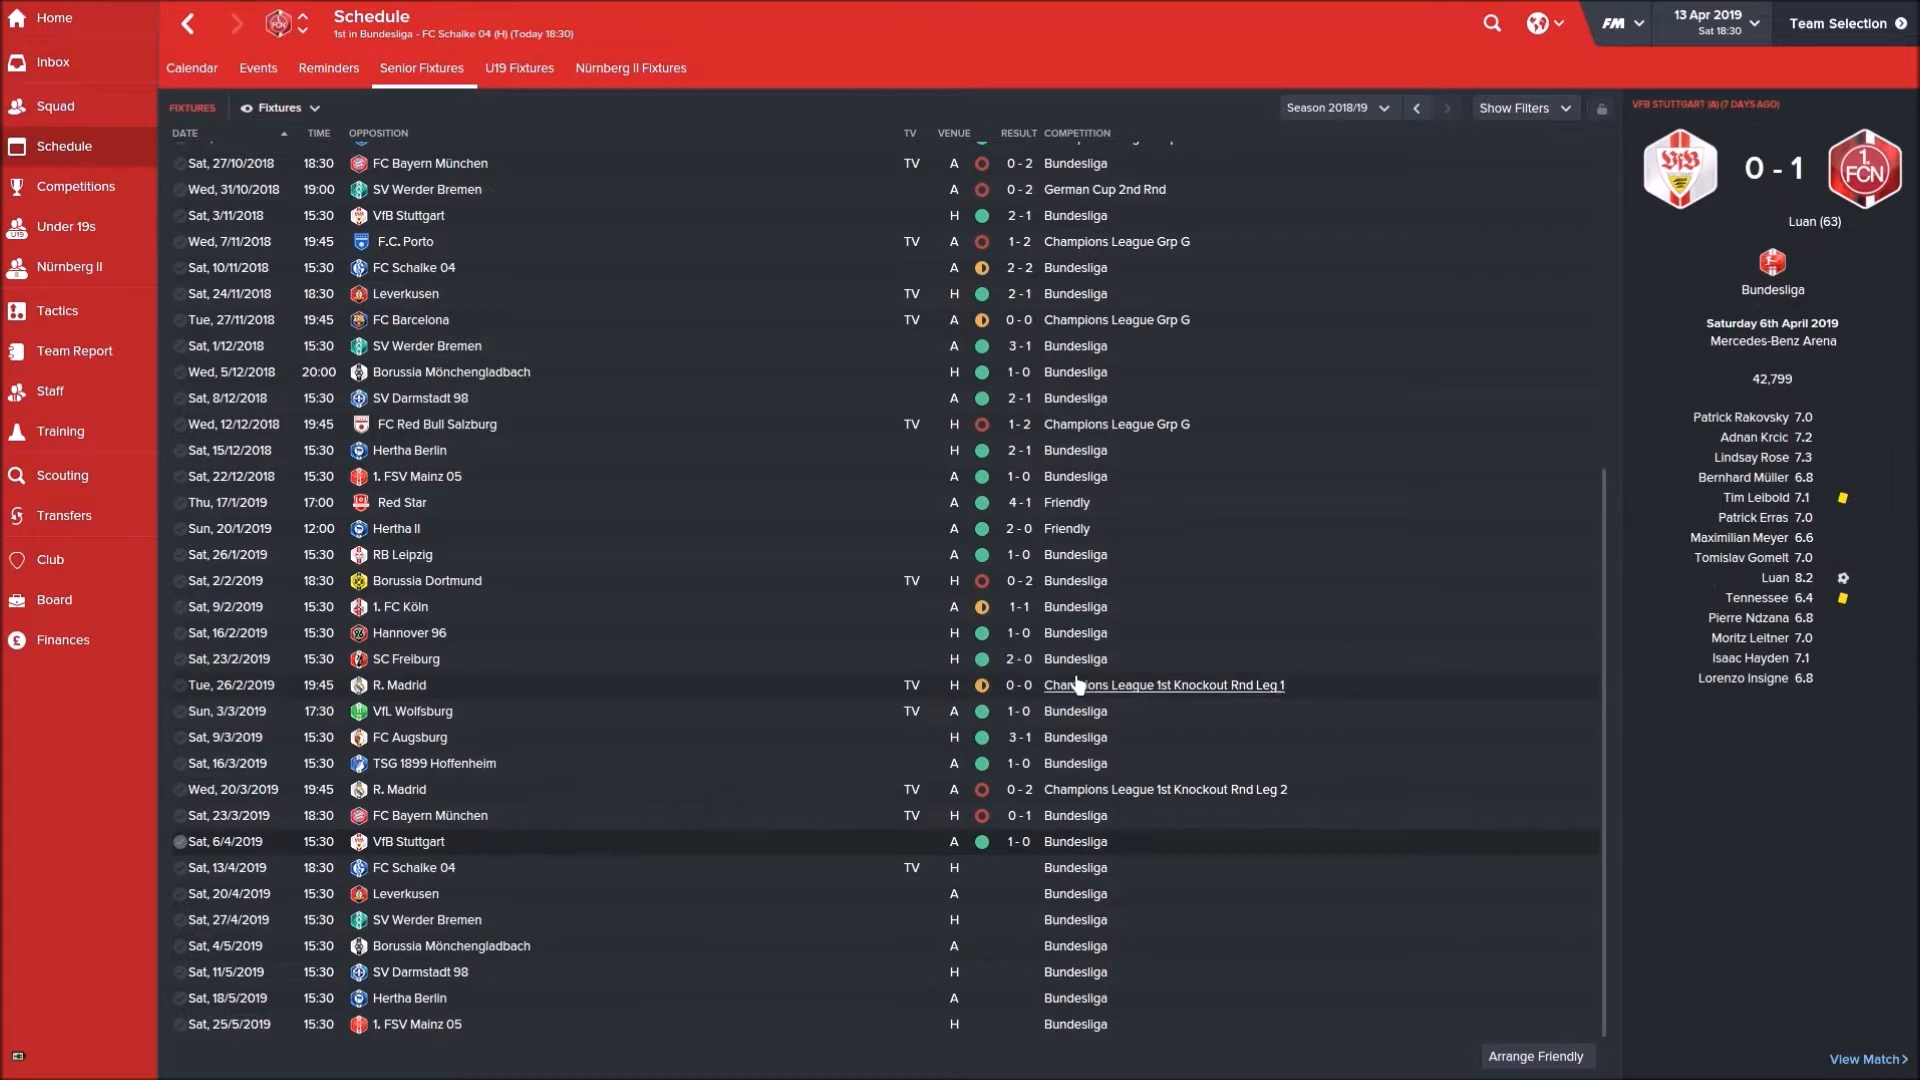 Home
Inbox
Squad
Schedule
Competitions
Under 19s
Nürnberg II
Tactics
Team Report
Staff
Training
Scouting
Transfers
Club
Board
Finances
Schedule
1st in Bundesliga - FC Schalke 04 (H) (Today 18:30)
FM
13 Apr 2019
Sat 18:30
Team Selection
Calendar Events Reminders Senior Fixtures U19 Fixtures Nürnberg II Fixtures
FIXTURES Fixtures Season 2018/19 Show Filters
DATE TIME OPPOSITION TV VENUE RESULT COMPETITION
Sat, 27/10/2018 18:30 FC Bayern München TV A 0 - 2 Bundesliga
Wed, 31/10/2018 19:00 SV Werder Bremen A 0 - 2 German Cup 2nd Rnd
Sat, 3/11/2018 15:30 VfB Stuttgart H 2 - 1 Bundesliga
Wed, 7/11/2018 19:45 F.C. Porto TV A 1 - 2 Champions League Grp G
Sat, 10/11/2018 15:30 FC Schalke 04 A 2 - 2 Bundesliga
Sat, 24/11/2018 18:30 Leverkusen TV H 2 - 1 Bundesliga
Tue, 27/11/2018 19:45 FC Barcelona TV A 0 - 0 Champions League Grp G
Sat, 1/12/2018 15:30 SV Werder Bremen A 3 - 1 Bundesliga
Wed, 5/12/2018 20:00 Borussia Mönchengladbach H 1 - 0 Bundesliga
Sat, 8/12/2018 15:30 SV Darmstadt 98 A 2 - 1 Bundesliga
Wed, 12/12/2018 19:45 FC Red Bull Salzburg TV H 1 - 2 Champions League Grp G
Sat, 15/12/2018 15:30 Hertha Berlin H 2 - 1 Bundesliga
Sat, 22/12/2018 15:30 1. FSV Mainz 05 A 1 - 0 Bundesliga
Thu, 17/1/2019 17:00 Red Star A 4 - 1 Friendly
Sun, 20/1/2019 12:00 Hertha II A 2 - 0 Friendly
Sat, 26/1/2019 15:30 RB Leipzig A 1 - 0 Bundesliga
Sat, 2/2/2019 18:30 Borussia Dortmund TV H 0 - 2 Bundesliga
Sat, 9/2/2019 15:30 1. FC Köln A 1 - 1 Bundesliga
Sat, 16/2/2019 15:30 Hannover 96 H 1 - 0 Bundesliga
Sat, 23/2/2019 15:30 SC Freiburg H 2 - 0 Bundesliga
Tue, 26/2/2019 19:45 R. Madrid TV H 0 - 0 Champions League 1st Knockout Rnd Leg 1
Sun, 3/3/2019 17:30 VfL Wolfsburg TV A 1 - 0 Bundesliga
Sat, 9/3/2019 15:30 FC Augsburg H 3 - 1 Bundesliga
Sat, 16/3/2019 15:30 TSG 1899 Hoffenheim A 1 - 0 Bundesliga
Wed, 20/3/2019 19:45 R. Madrid TV A 0 - 2 Champions League 1st Knockout Rnd Leg 2
Sat, 23/3/2019 18:30 FC Bayern München TV H 0 - 1 Bundesliga
Sat, 6/4/2019 15:30 VfB Stuttgart A 1 - 0 Bundesliga
Sat, 13/4/2019 18:30 FC Schalke 04 TV H Bundesliga
Sat, 20/4/2019 15:30 Leverkusen A Bundesliga
Sat, 27/4/2019 15:30 SV Werder Bremen H Bundesliga
Sat, 4/5/2019 15:30 Borussia Mönchengladbach A Bundesliga
Sat, 11/5/2019 15:30 SV Darmstadt 98 H Bundesliga
Sat, 18/5/2019 15:30 Hertha Berlin A Bundesliga
Sat, 25/5/2019 15:30 1. FSV Mainz 05 H Bundesliga
Arrange Friendly
VFB STUTTGART (A) (7 DAYS AGO)
0 - 1
Luan (63)
Bundesliga
Saturday 6th April 2019
Mercedes-Benz Arena
42,799
Patrick Rakovsky 7.0
Adnan Krcic 7.2
Lindsay Rose 7.3
Bernhard Müller 6.8
Tim Leibold 7.1
Patrick Erras 7.0
Maximilian Meyer 6.6
Tomislav Gomelt 7.0
Luan 8.2
Tennessee 6.4
Pierre Ndzana 6.8
Moritz Leitner 7.0
Isaac Hayden 7.1
Lorenzo Insigne 6.8
View Match>